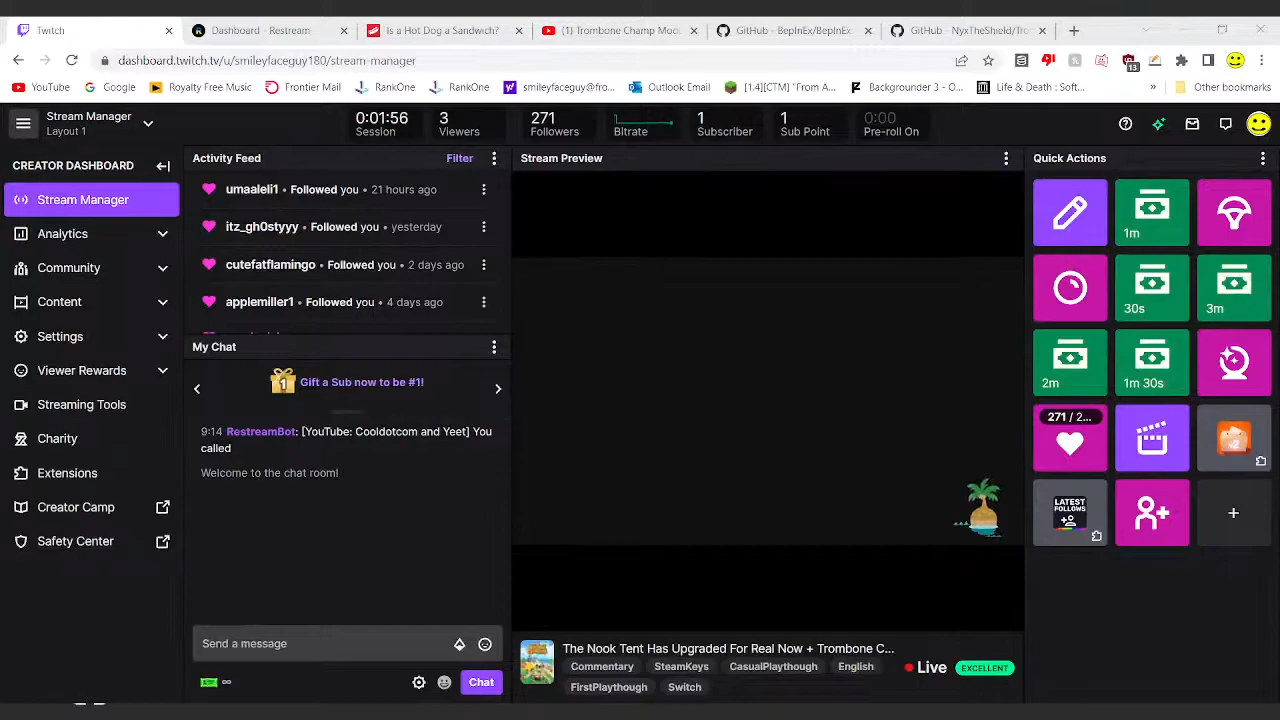 Twitch
Dashboard - Restream
Is a Hot Dog a Sandwich?
(1) Trombone Champ Moc
GitHub - BepInEx/BepInEx
GitHub - NyxTheShield/Tro
dashboard.twitch.tv/u/smileyfaceguy180/stream-manager
13
YouTube
Google
Royalty Free Music
Frontier Mail
RankOne
RankOne
smileyfaceguy@fro...
Outlook Email
[1.4][CTM] "From A...
Backgrounder 3 - O...
Life & Death : Soft...
»
Other bookmarks
Stream Manager
Layout 1
0:01:56
Session
3
Viewers
271
Followers
Bitrate
1
Subscriber
1
Sub Point
0:00
Pre-roll On
CREATOR DASHBOARD
Stream Manager
Analytics
Community
Content
Settings
Viewer Rewards
Streaming Tools
Charity
Extensions
Creator Camp
Safety Center
Activity Feed
Filter
umaaleli1 • Followed you • 21 hours ago
itz_gh0styyy • Followed you • yesterday
cutefatflamingo • Followed you • 2 days ago
applemiller1 • Followed you • 4 days ago
My Chat
1
Gift a Sub now to be #1!
9:14 RestreamBot: [YouTube: Cooldotcom and Yeet] You
called
Welcome to the chat room!
Send a message
∞
Chat
Stream Preview
The Nook Tent Has Upgraded For Real Now + Trombone C...
Commentary
SteamKeys
CasualPlaythough
English
FirstPlaythough
Switch
Live
EXCELLENT
Quick Actions
1m
30s
3m
2m
1m 30s
271 / 2...
LATEST
FOLLOWS